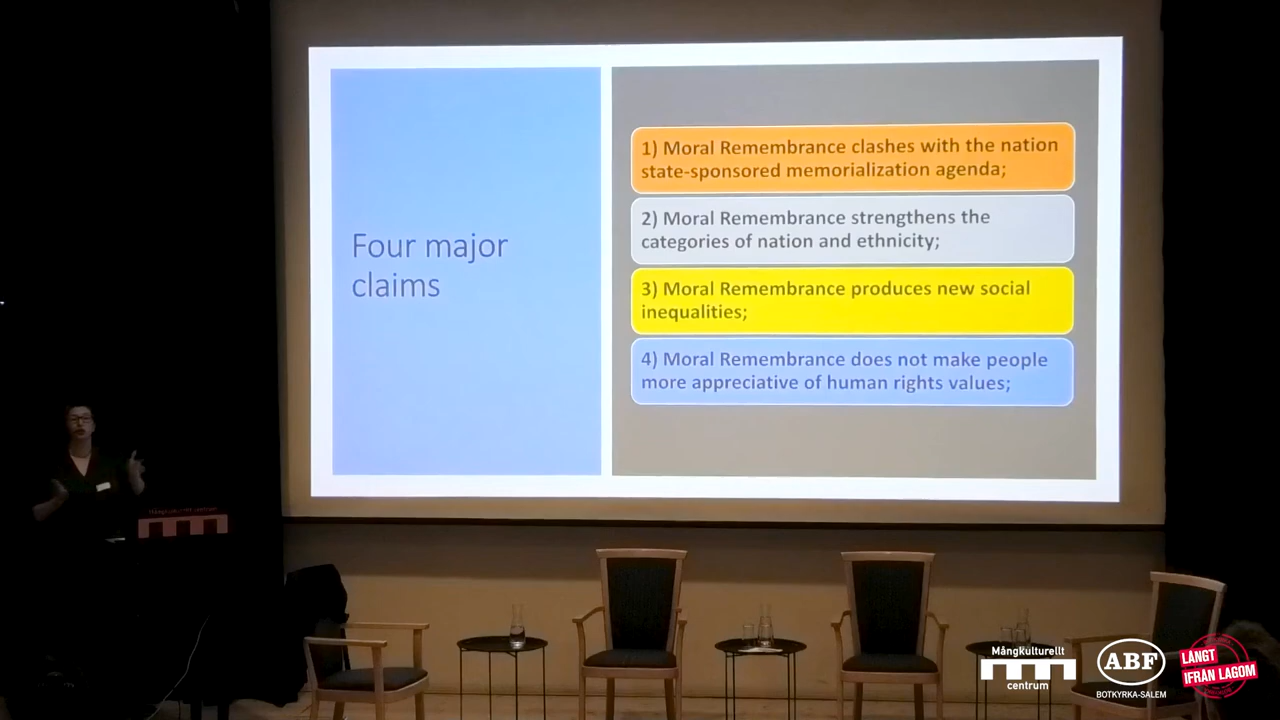 Four major
claims
1) Moral Remembrance clashes with the nation
state-sponsored memorialization agenda;
2) Moral Remembrance strengthens the
categories of nation and ethnicity;
3) Moral Remembrance produces new social
inequalities;
4) Moral Remembrance does not make people
more appreciative of human rights values;
Mångkulturellt centrum
Mångkulturellt
centrum
ABF
BOTKYRKA-SALEM
LÅNGT
IFRÅN LAGOM